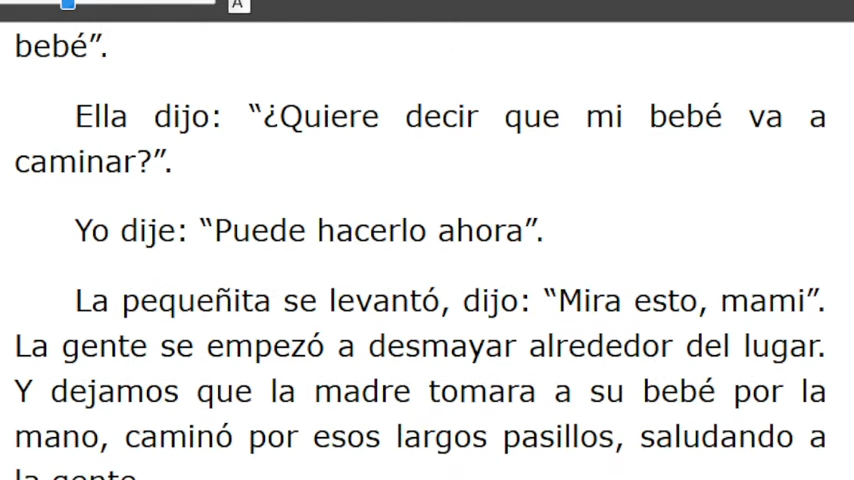 A
bebé”.
Ella dijo: “¿Quiere decir que mi bebé va a
caminar?”.
Yo dije: “Puede hacerlo ahora”.
La pequeñita se levantó, dijo: “Mira esto, mami”.
La gente se empezó a desmayar alrededor del lugar.
Y dejamos que la madre tomara a su bebé por la
mano, caminó por esos largos pasillos, saludando a
la gente